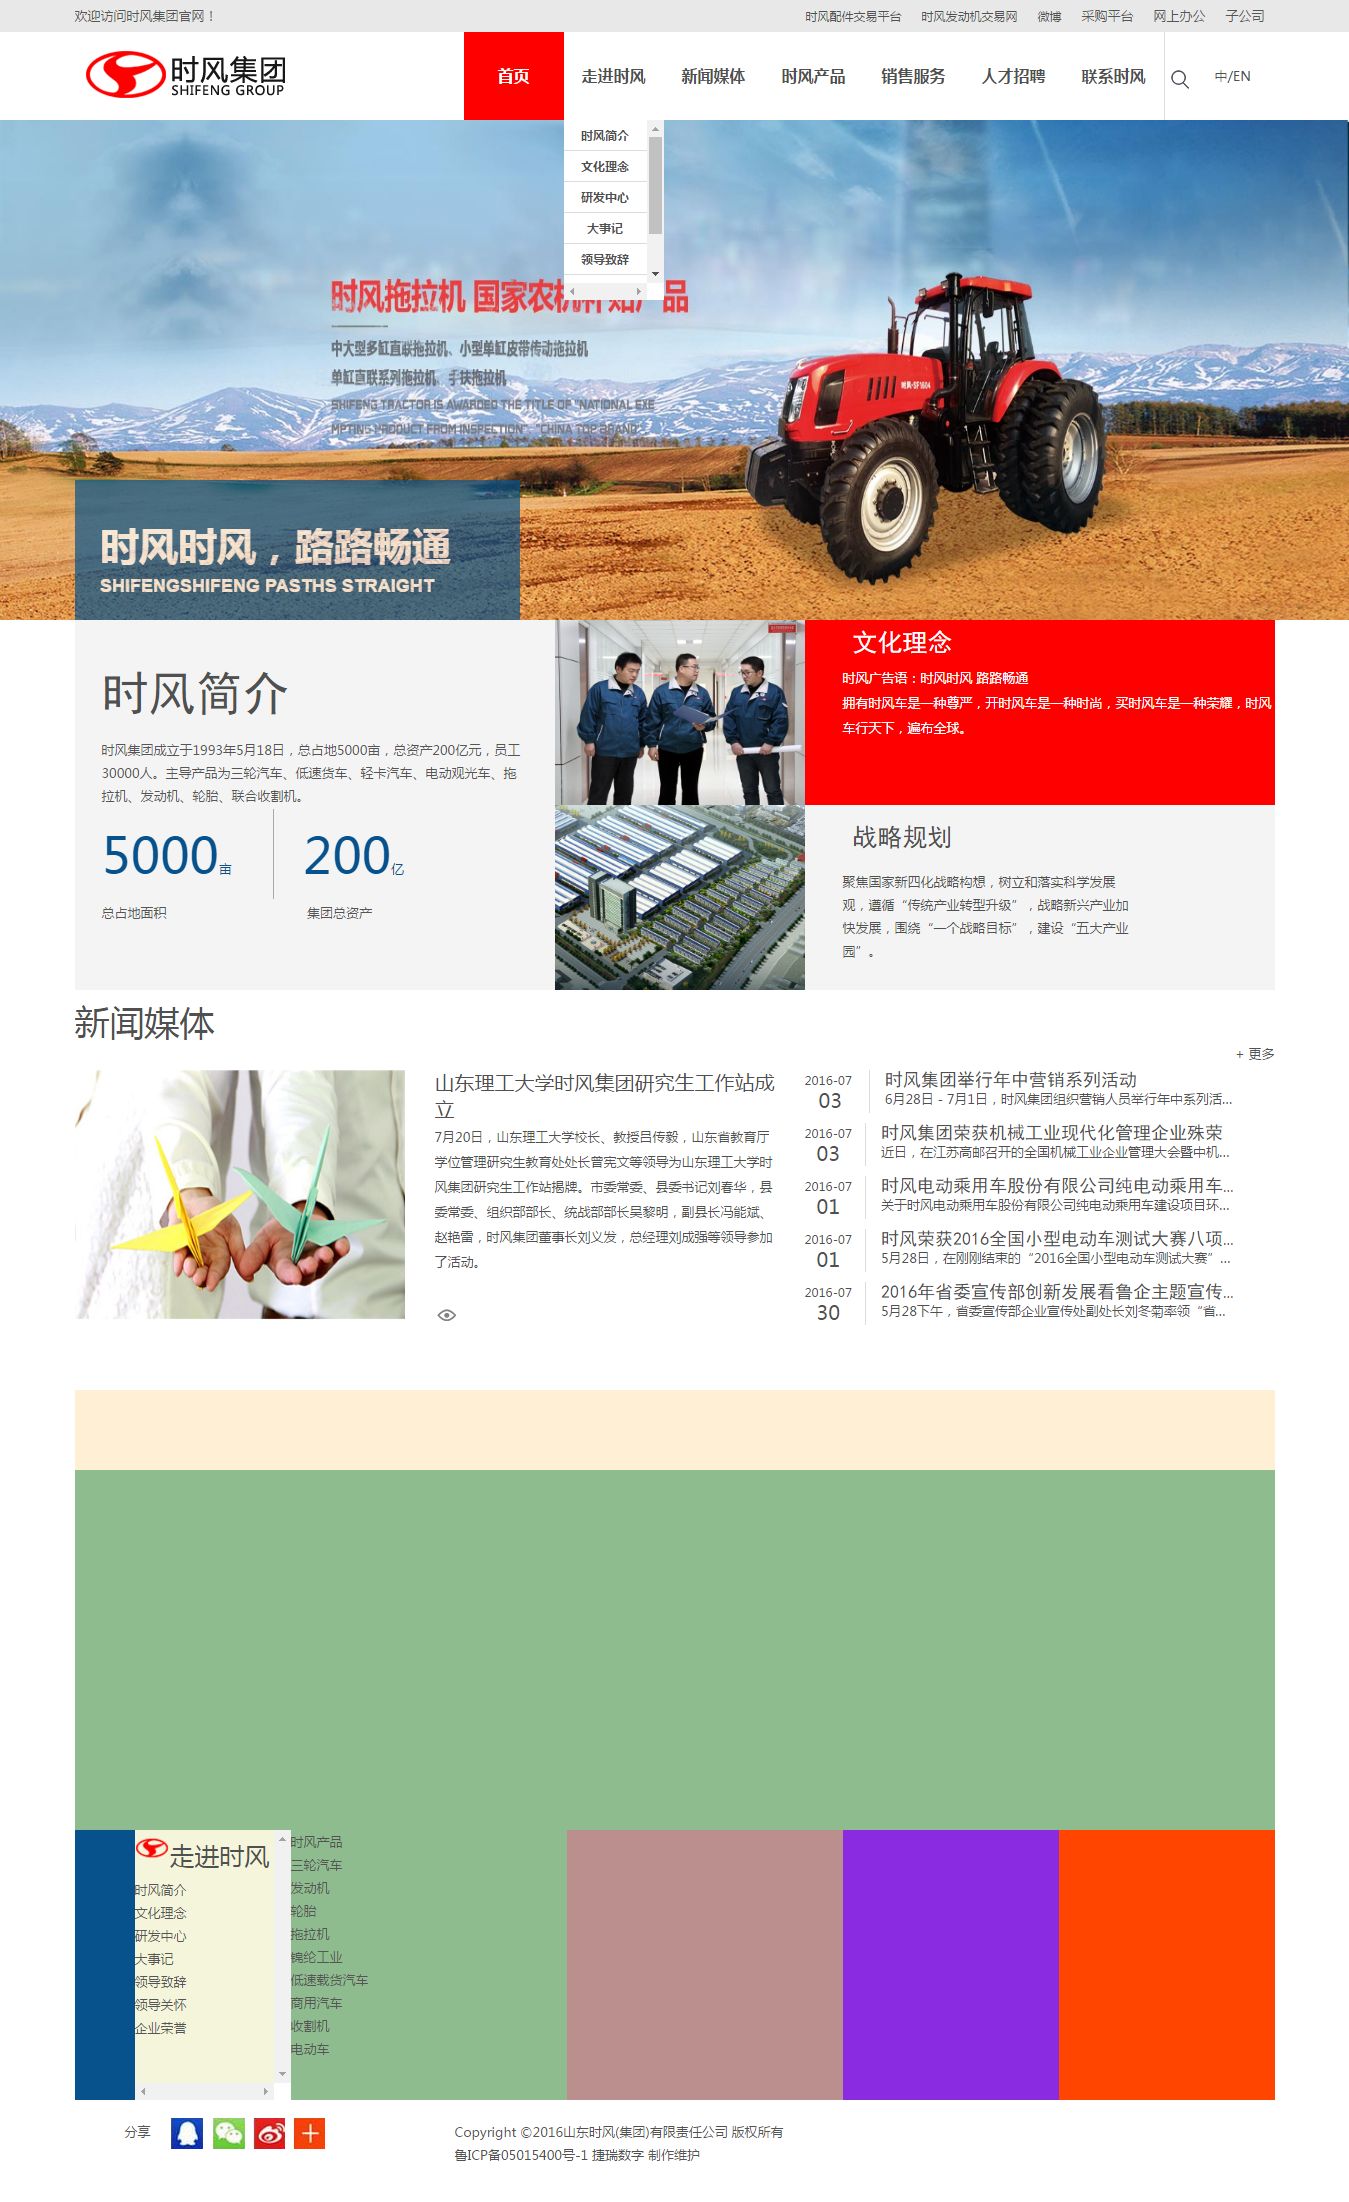 欢迎访问时风集团官网！
时风配件交易平台 时风发动机交易网 微博 采购平台 网上办公 子公司
时风集团
SHIFENG GROUP
首页 走进时风 新闻媒体 时风产品 销售服务 人才招聘 联系时风 中/EN
时风简介
文化理念
研发中心
大事记
领导致辞
时风拖拉机 国家农机补贴产品
中大型多缸直联拖拉机、小型单缸皮带传动拖拉机
单缸直联系列拖拉机、手扶拖拉机
SHIFENG TRACTOR IS AWARDED THE TITLE OF "NATIONAL EXE
MPTING PRODUCT FROM INSPECTION" "CHINA TOP BRAND"
时风-SF1604
时风时风，路路畅通
SHIFENGSHIFENG PASTHS STRAIGHT
时风简介
时风集团成立于1993年5月18日，总占地5000亩，总资产200亿元，员工
30000人。主导产品为三轮汽车、低速货车、轻卡汽车、电动观光车、拖
拉机、发动机、轮胎、联合收割机。
5000亩 200亿
总占地面积 集团总资产
文化理念
时风广告语：时风时风 路路畅通
拥有时风车是一种尊严，开时风车是一种时尚，买时风车是一种荣耀，时风
车行天下，遍布全球。
战略规划
聚焦国家新四化战略构想，树立和落实科学发展
观，遵循“传统产业转型升级”，战略新兴产业加
快发展，围绕“一个战略目标”，建设“五大产业
园”。
新闻媒体
+ 更多
山东理工大学时风集团研究生工作站成
立
7月20日，山东理工大学校长、教授吕传毅，山东省教育厅
学位管理研究生教育处处长曾宪文等领导为山东理工大学时
风集团研究生工作站揭牌。市委常委、县委书记刘春华，县
委常委、组织部部长、统战部部长吴黎明，副县长冯能斌、
赵艳雷，时风集团董事长刘义发，总经理刘成强等领导参加
了活动。
2016-07
03
时风集团举行年中营销系列活动
6月28日 - 7月1日，时风集团组织营销人员举行年中系列活...
2016-07
03
时风集团荣获机械工业现代化管理企业殊荣
近日，在江苏高邮召开的全国机械工业企业管理大会暨中机...
2016-07
01
时风电动乘用车股份有限公司纯电动乘用车...
关于时风电动乘用车股份有限公司纯电动乘用车建设项目环...
2016-07
01
时风荣获2016全国小型电动车测试大赛八项...
5月28日，在刚刚结束的“2016全国小型电动车测试大赛”...
2016-07
30
2016年省委宣传部创新发展看鲁企主题宣传...
5月28下午，省委宣传部企业宣传处副处长刘冬菊率领“省...
走进时风
时风简介
文化理念
研发中心
大事记
领导致辞
领导关怀
企业荣誉
时风产品
三轮汽车
发动机
轮胎
拖拉机
锦纶工业
低速载货汽车
商用汽车
收割机
电动车
分享
Copyright ©2016山东时风(集团)有限责任公司 版权所有
鲁ICP备05015400号-1 捷瑞数字 制作维护